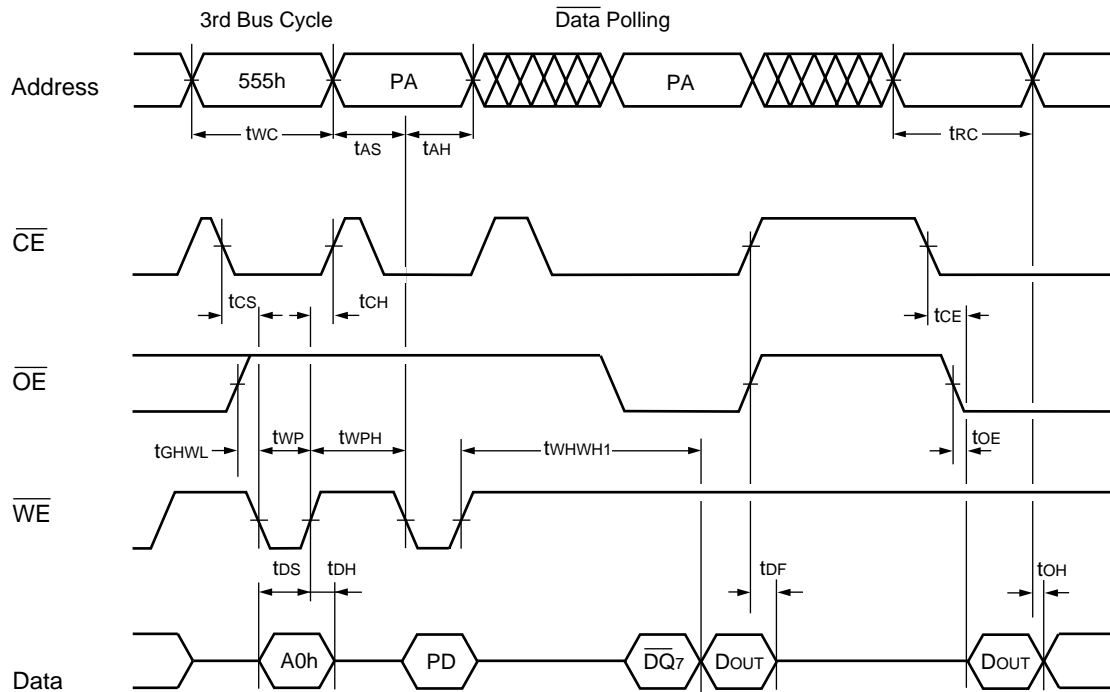 3rd Bus Cycle Data Polling
Address 555h PA PA
tWC tAS tAH tRC
CE
tCS tCH tCE
OE
tGHWL tWP tWPH tWHWH1 tOE
WE
tDS tDH tDF tOH
Data A0h PD DQ7 DOUT DOUT